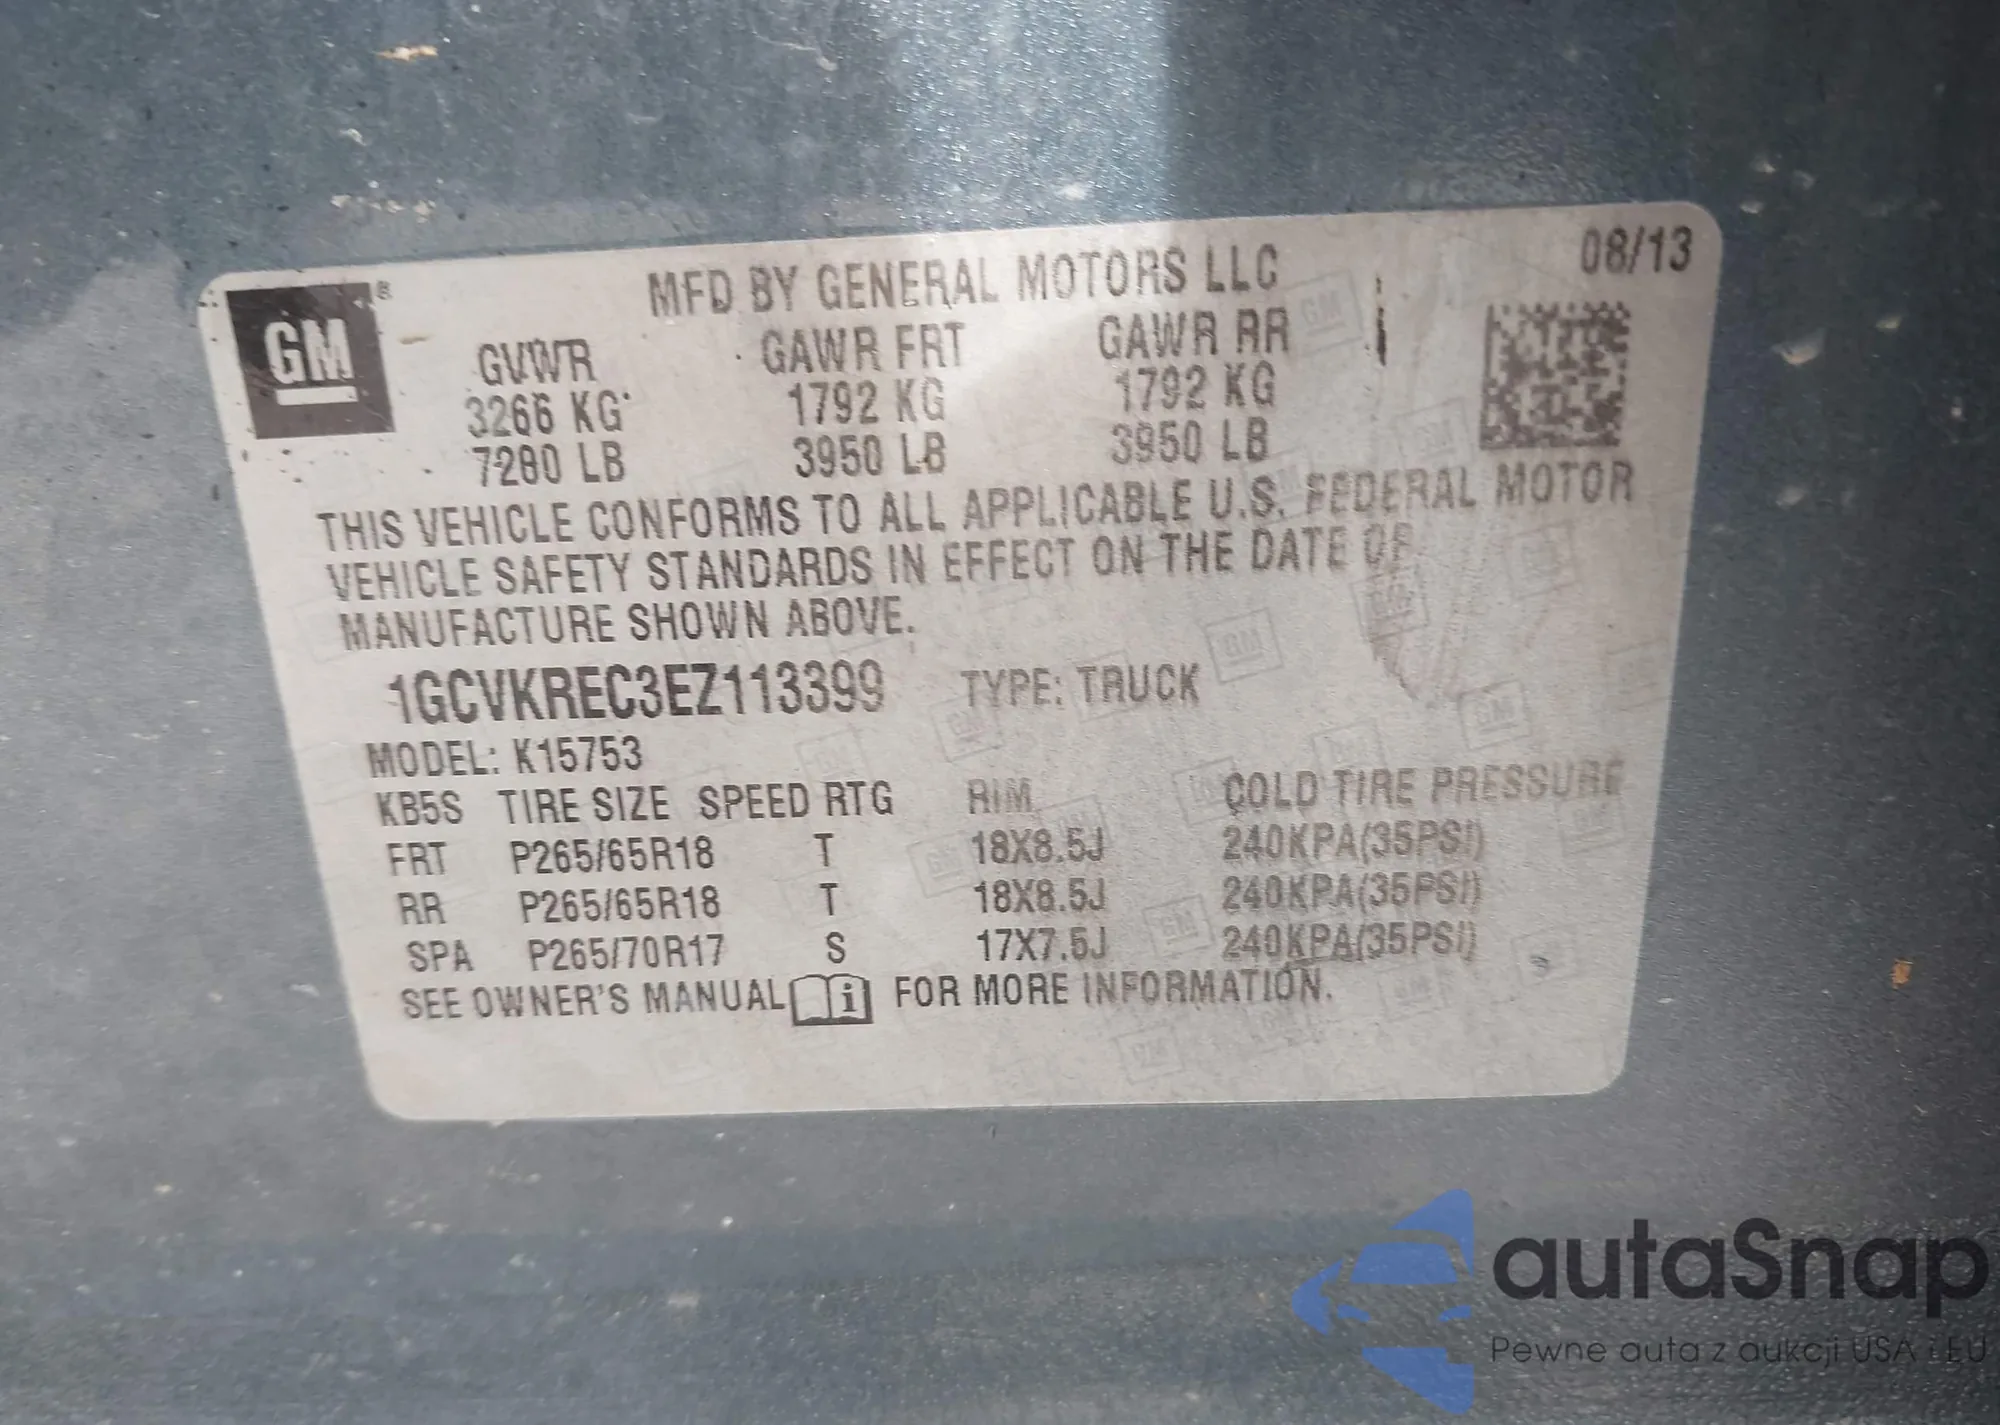 08/13
GM ®
MFD BY GENERAL MOTORS LLC
GVWR GAWR FRT GAWR RR
3266 KG 1792 KG 1792 KG
7200 LB 3950 LB 3950 LB
THIS VEHICLE CONFORMS TO ALL APPLICABLE U.S. FEDERAL MOTOR
VEHICLE SAFETY STANDARDS IN EFFECT ON THE DATE OF
MANUFACTURE SHOWN ABOVE.
1GCVKREC3EZ113399 TYPE: TRUCK
MODEL: K15753
KB5S TIRE SIZE SPEED RTG RIM COLD TIRE PRESSURE
FRT P265/65R18 T 18X8.5J 240KPA(35PSI)
RR P265/65R18 T 18X8.5J 240KPA(35PSI)
SPA P265/70R17 S 17X7.5J 240KPA(35PSI)
SEE OWNER'S MANUAL i FOR MORE INFORMATION.
autaSnap
Pewne auta z aukcji USA i EU